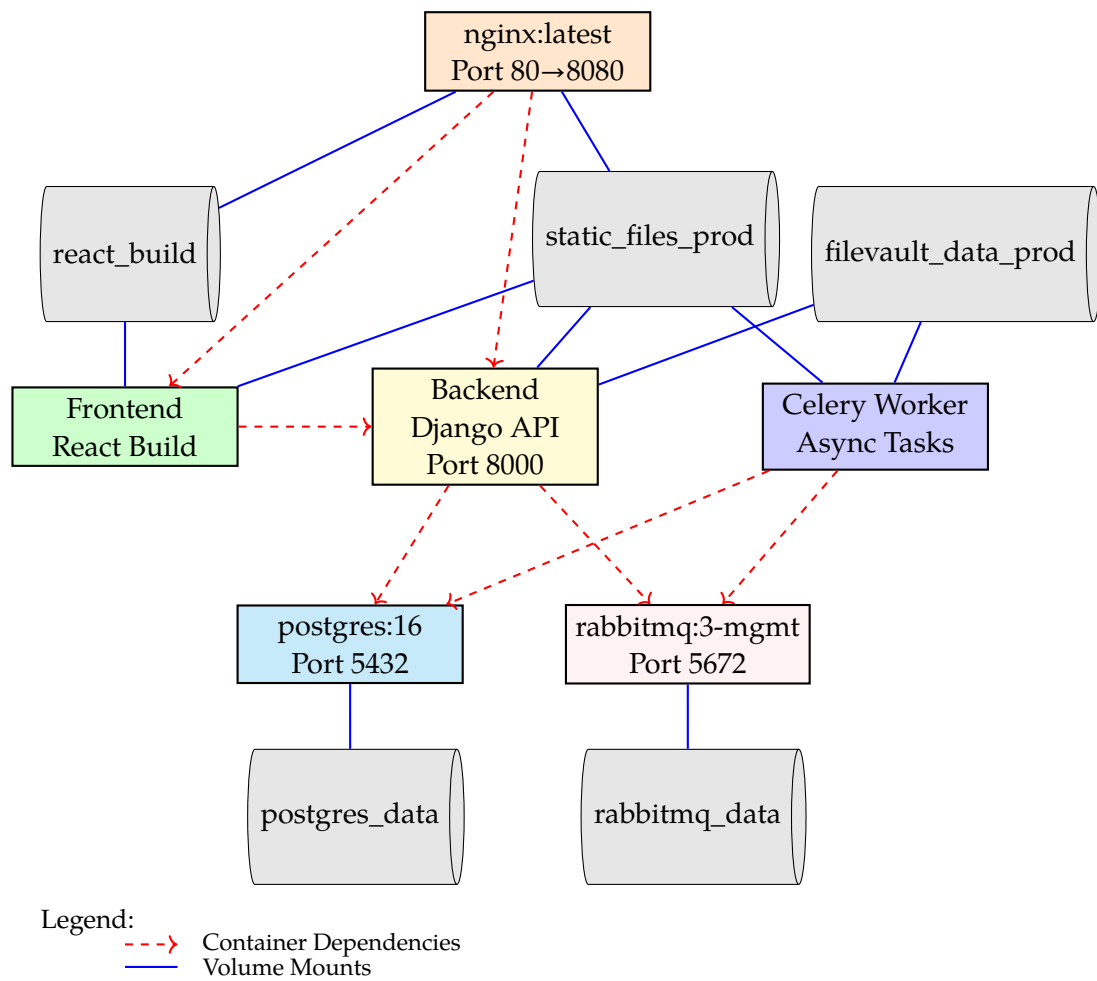 nginx:latest
Port 80→8080
react_build
static_files_prod
filevault_data_prod
Frontend
React Build
Backend
Django API
Port 8000
Celery Worker
Async Tasks
postgres:16
Port 5432
rabbitmq:3-mgmt
Port 5672
postgres_data
rabbitmq_data
Legend:
Container Dependencies
Volume Mounts